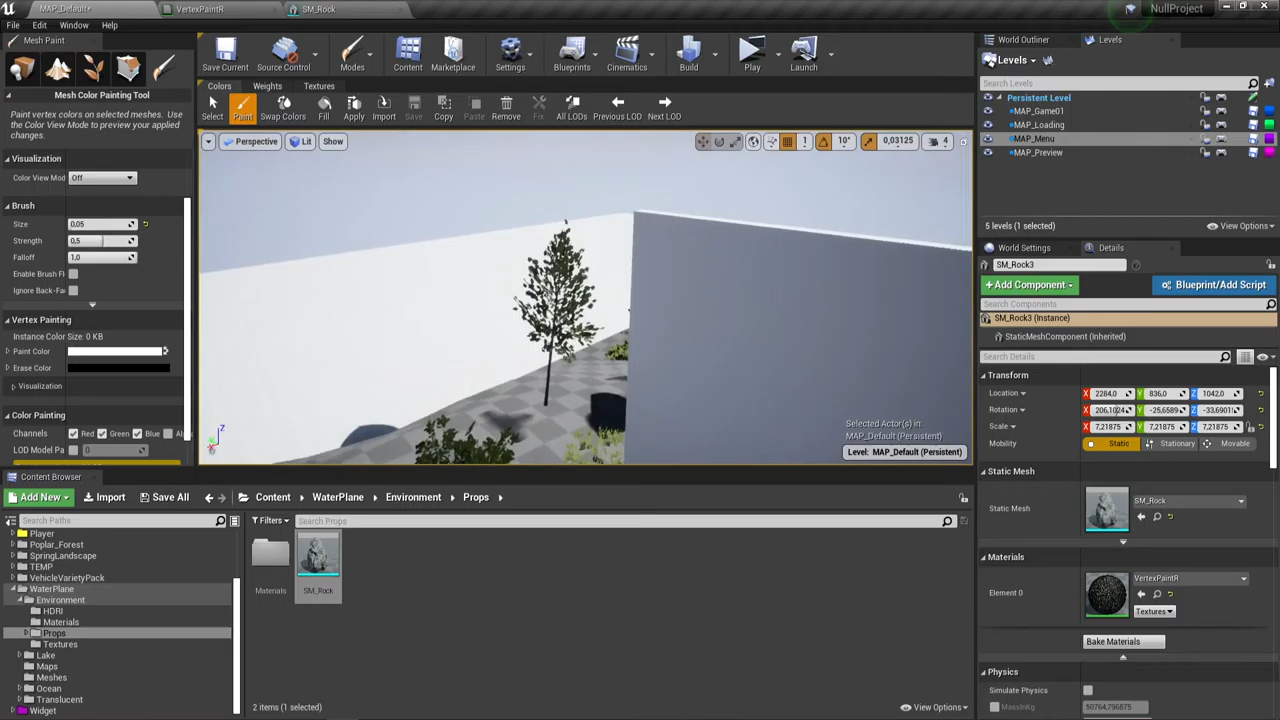 MAP_Default* VertexPaintR SM_Rock NullProject
File Edit Window Help
Mesh Paint
Save Current Source Control Modes Content Marketplace Settings Blueprints Cinematics Build Play Launch
World Outliner Levels
Levels
Search Levels
Persistent Level
MAP_Game01
MAP_Loading
MAP_Menu
MAP_Preview
5 levels (1 selected) View Options
Mesh Color Painting Tool
Paint vertex colors on selected meshes. Use
the Color View Mode to preview your applied
changes.
Visualization
Color View Mod Off
Brush
Size 0,05
Strength 0,5
Falloff 1,0
Enable Brush Fl
Ignore Back-Fa
Vertex Painting
Instance Color Size: 0 KB
Paint Color
Erase Color
Visualization
Color Painting
Channels Red Green Blue Al
LOD Model Pa 0
Colors Weights Textures
Select Paint Swap Colors Fill Apply Import Save Copy Paste Remove Fix All LODs Previous LOD Next LOD
Perspective Lit Show 1 10° 0,03125 4
Z
Selected Actor(s) in:
MAP_Default (Persistent)
Level: MAP_Default (Persistent)
World Settings Details
SM_Rock3
+Add Component Blueprint/Add Script
Search Components
SM_Rock3 (Instance)
StaticMeshComponent (Inherited)
Search Details
Transform
Location X 2284,0 Y 836,0 Z 1042,0
Rotation X 206,1024 Y -25,6589 Z -33,6901
Scale X 7,21875 Y 7,21875 Z 7,21875
Mobility Static Stationary Movable
Static Mesh
Static Mesh SM_Rock
Materials
Element 0 VertexPaintR
Textures
Bake Materials
Physics
Simulate Physics
MassInKg 50764,796875
Content Browser
Add New Import Save All Content WaterPlane Environment Props
Search Paths Filters Search Props
Player
Poplar_Forest
SpringLandscape
TEMP
VehicleVarietyPack
WaterPlane
Environment
HDRI
Materials
Props
Textures
Lake
Maps
Meshes
Ocean
Translucent
Widget
Materials SM_Rock
2 items (1 selected) View Options